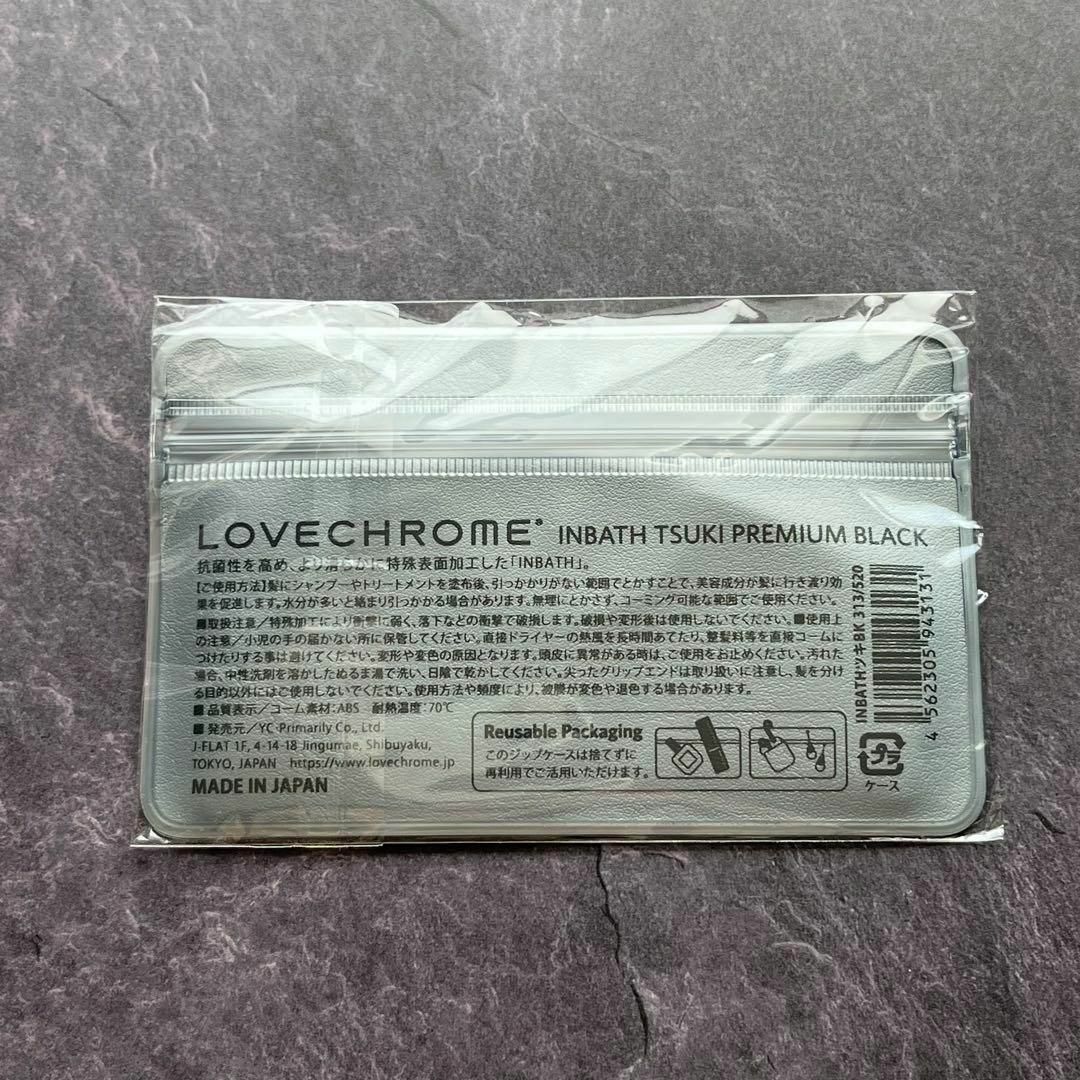 LOVECHROME® INBATH TSUKI PREMIUM BLACK
抗菌性を高め、より滑らかに特殊表面加工した「INBATH」。
【ご使用方法】髪にシャンプーやトリートメントを塗布後、引っかかりがない範囲でとかすことで、美容成分が髪に行き渡り効
果を促進します。水分が多いと絡まり引っかかる場合があります。無理にとかさず、コーミング可能な範囲でご使用ください。
■取扱注意／特殊加工により衝撃に弱く、落下などの衝撃で破損します。破損や変形後は使用しないでください。■使用上
の注意／小児の手の届かない所に保管してください。直接ドライヤーの熱風を長時間あてたり、整髪料等を直接コームに
つけたりする事は避けてください。変形や変色の原因となります。頭皮に異常がある時は、ご使用をお止めください。汚れた
場合、中性洗剤を溶かしたぬるま湯で洗い、日陰で乾かしてください。尖ったグリップエンドは取り扱いに注意し、髪を分け
る目的以外にはご使用しないでください。使用方法や頻度により、被膜が変色や退色する場合があります。
■品質表示／コーム素材：ABS 耐熱温度：70℃
■発売元／YC・Primarily Co., Ltd.
J-FLAT 1F, 4-14-18 Jingumae, Shibuyaku,
TOKYO, JAPAN https://www.lovechrome.jp
MADE IN JAPAN
Reusable Packaging
このジップケースは捨てずに
再利用でご活用いただけます。
INBATHツキBK 313/520
4 562305 943131
プラ
ケース